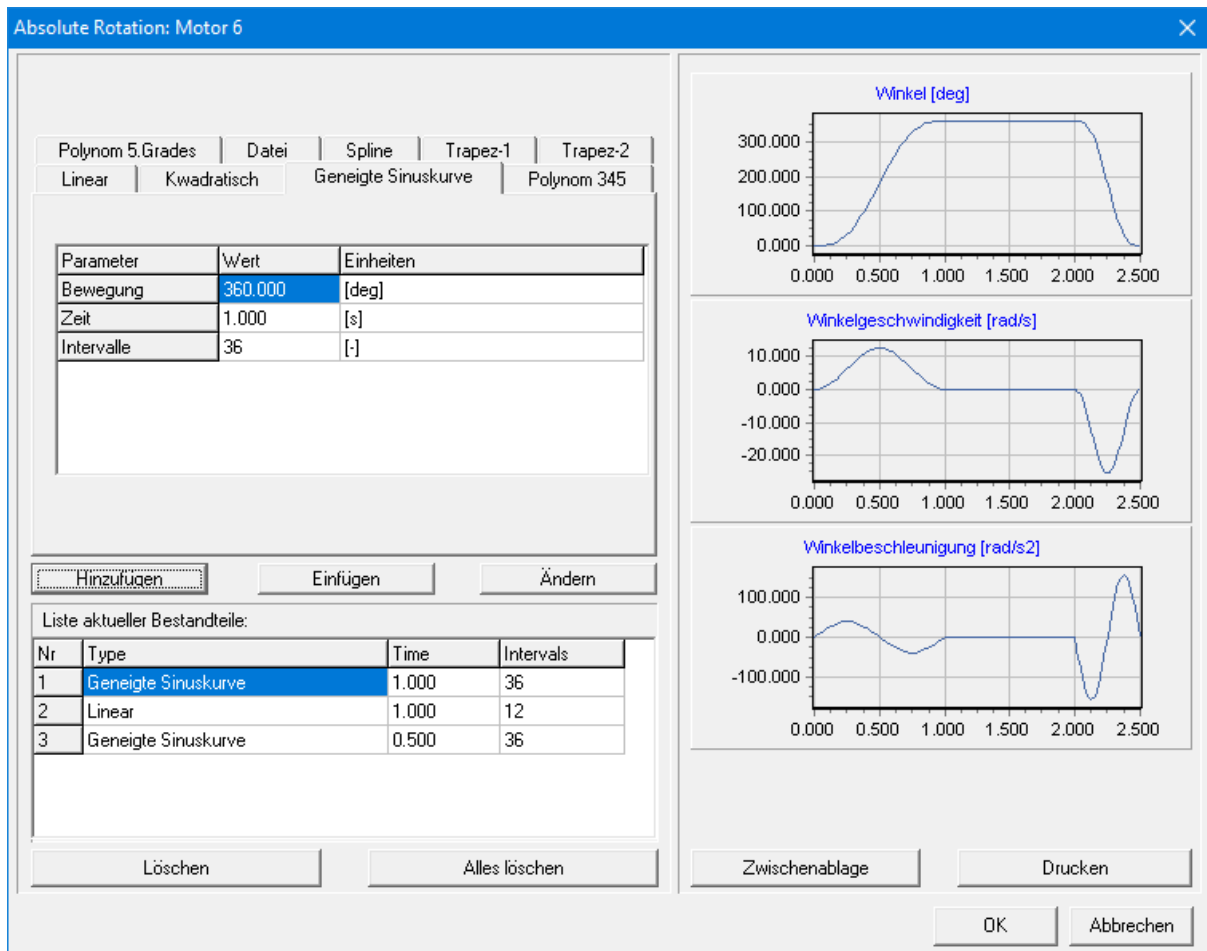 Absolute Rotation: Motor 6
Polynom 5.Grades Datei Spline Trapez-1 Trapez-2
Linear Kwadratisch Geneigte Sinuskurve Polynom 345
Parameter Wert Einheiten
Bewegung 360.000 [deg]
Zeit 1.000 [s]
Intervalle 36 [-]
Hinzufügen Einfügen Ändern
Liste aktueller Bestandteile:
Nr Type Time Intervals
1 Geneigte Sinuskurve 1.000 36
2 Linear 1.000 12
3 Geneigte Sinuskurve 0.500 36
Löschen Alles löschen
Winkel [deg]
300.000
200.000
100.000
0.000
0.000 0.500 1.000 1.500 2.000 2.500
Winkelgeschwindigkeit [rad/s]
10.000
0.000
-10.000
-20.000
0.000 0.500 1.000 1.500 2.000 2.500
Winkelbeschleunigung [rad/s2]
100.000
0.000
-100.000
0.000 0.500 1.000 1.500 2.000 2.500
Zwischenablage Drucken
OK Abbrechen